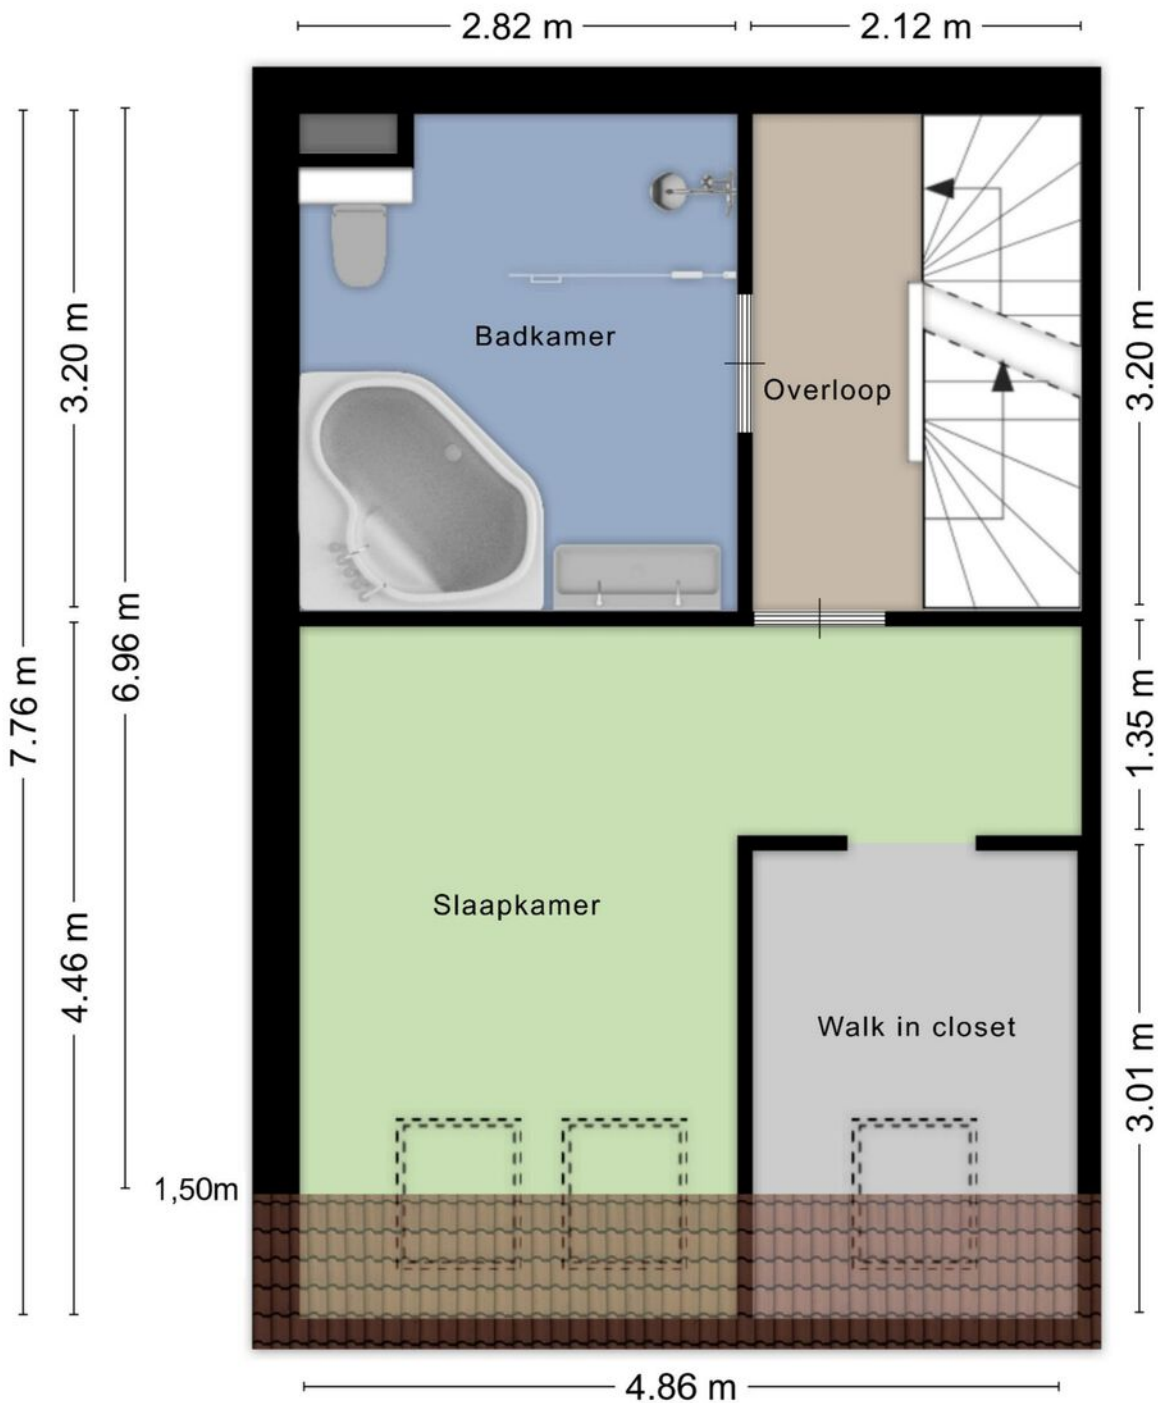 2.82 m
2.12 m
3.20 m
3.20 m
Badkamer
Overloop
6.96 m
7.76 m
1.35 m
Slaapkamer
4.46 m
Walk in closet
3.01 m
1,50m
4.86 m